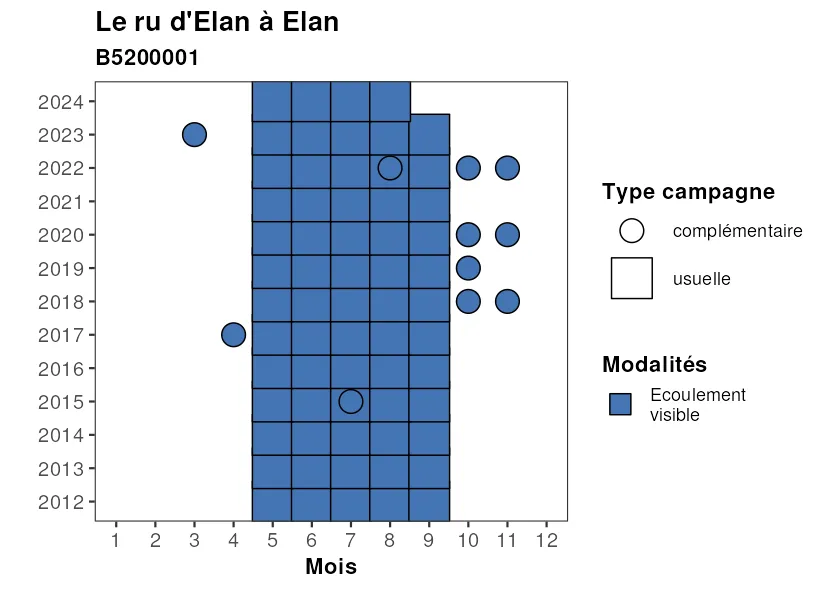 Le ru d'Elan à Elan
B5200001
2024
2023
2022
2021
2020
2019
2018
2017
2016
2015
2014
2013
2012
1 2 3 4 5 6 7 8 9 10 11 12
Mois
Type campagne
complémentaire
usuelle
Modalités
Ecoulement
visible